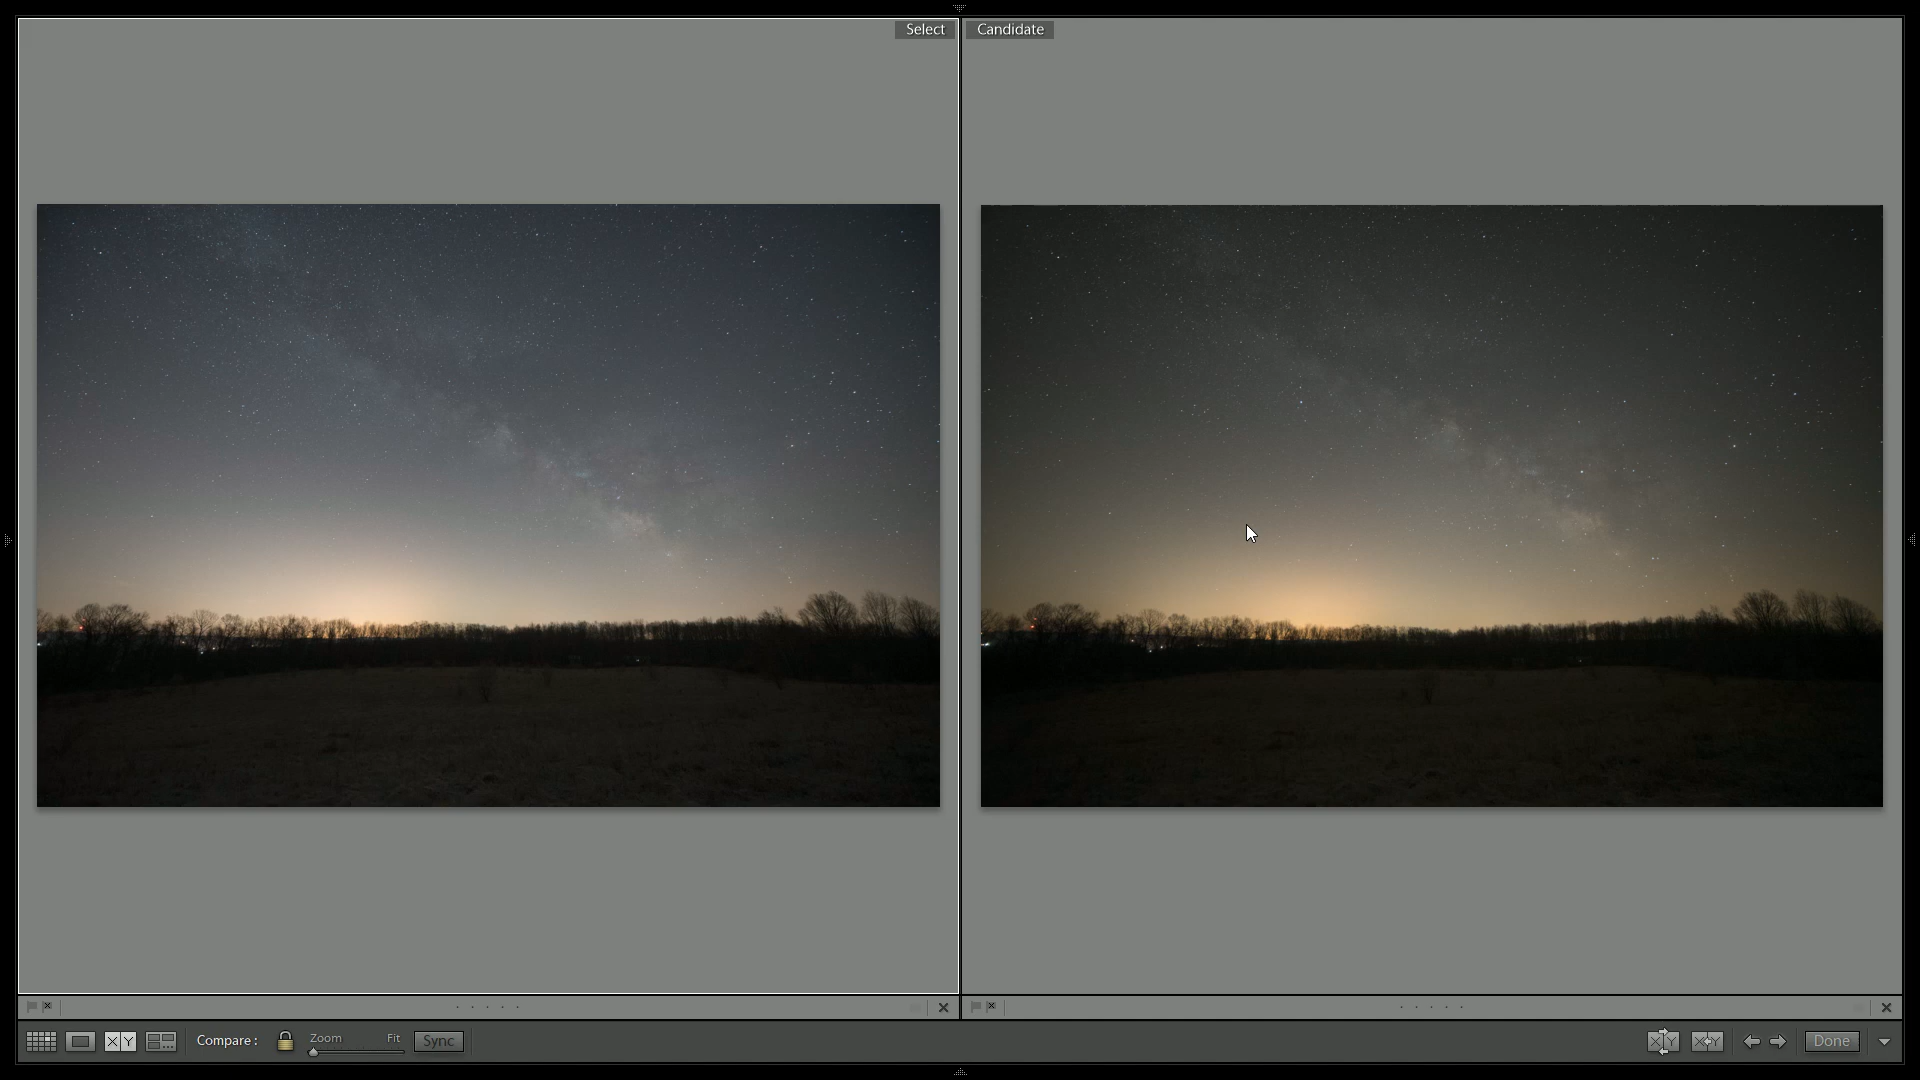 Select
Candidate
Compare :
Zoom
Fit
Sync
Done